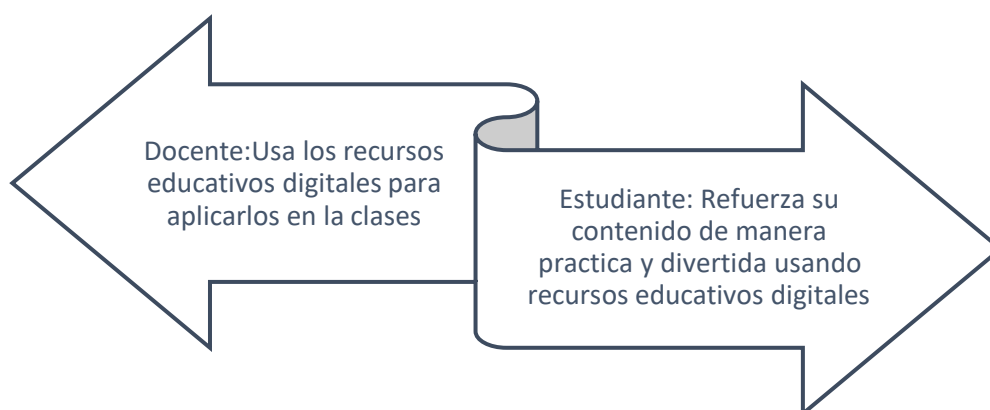 Docente:Usa los recursos
educativos digitales para
aplicarlos en la clases
Estudiante: Refuerza su
contenido de manera
practica y divertida usando
recursos educativos digitales